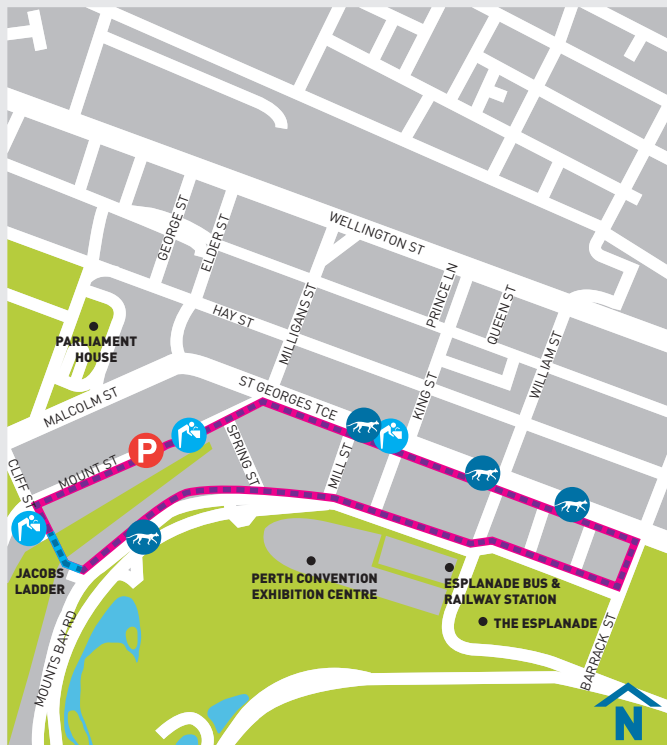 WELLINGTON ST
GEORGE ST
ELDER ST
PRINCE LN
QUEEN ST
MILLIGANS ST
HAY ST
PARLIAMENT
HOUSE
WILLIAM ST
KING ST
ST GEORGES TCE
MALCOLM ST
P
SPRING ST
MILL ST
MOUNT ST
CLIFF ST
JACOBS
LADDER
PERTH CONVENTION
EXHIBITION CENTRE
ESPLANADE BUS &
RAILWAY STATION
THE ESPLANADE
MOUNTS BAY RD
BARRACK ST
N